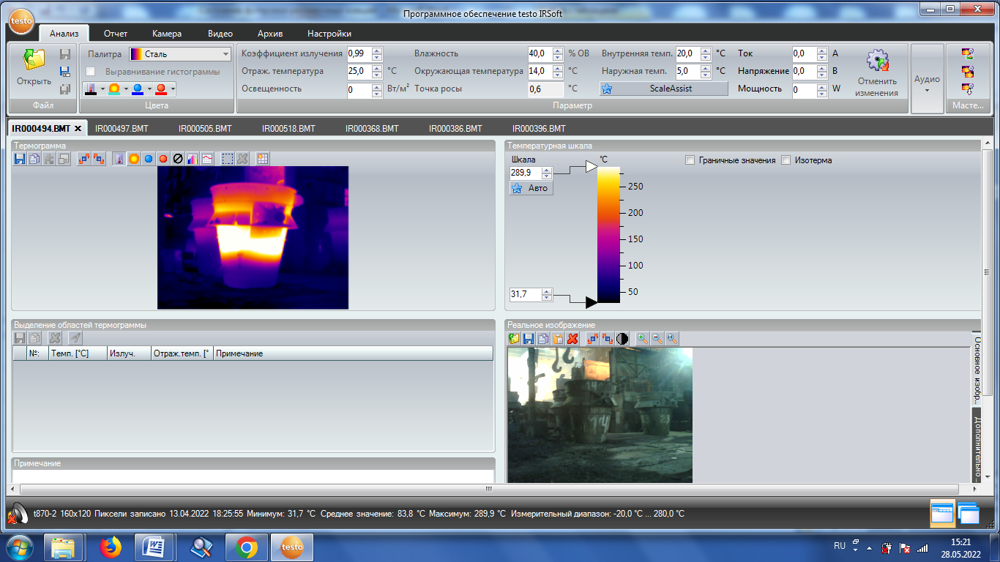 Программное обеспечение testo IRSoft
testo
Анализ Отчет Камера Видео Архив Настройки
Палитра Сталь Коэффициент излучения 0,99 Влажность 40,0 % ОВ Внутренняя темп. 20,0 °C Ток 0,0 A
Открыть Выравнивание гистограммы Отраж. температура 25,0 °C Окружающая температура 14,0 °C Наружная темп. 5,0 °C Напряжение 0,0 В Отменить изменения Аудио
Освещенность 0 Вт/м² Точка росы 0,6 °C ScaleAssist Мощность 0 W
Файл Цвета Параметр Масте...
IR000494.BMT IR000497.BMT IR000505.BMT IR000518.BMT IR000368.BMT IR000386.BMT IR000396.BMT
Термограмма
Температурная шкала
Шкала °C Граничные значения Изотерма
289,9
Авто
250
200
150
100
50
31,7
Выделение областей термограммы
№: Темп. [°C] Излуч. Отраж.темп. [° Примечание
Реальное изображение
Основное изобр...
Дополнительно...
Примечание
t870-2 160x120 Пиксели записано 13.04.2022 18:25:55 Минимум: 31,7 °C Среднее значение: 83,8 °C Максимум: 289,9 °C Измерительный диапазон: -20,0 °C ... 280,0 °C
testo
RU
15:21
28.05.2022